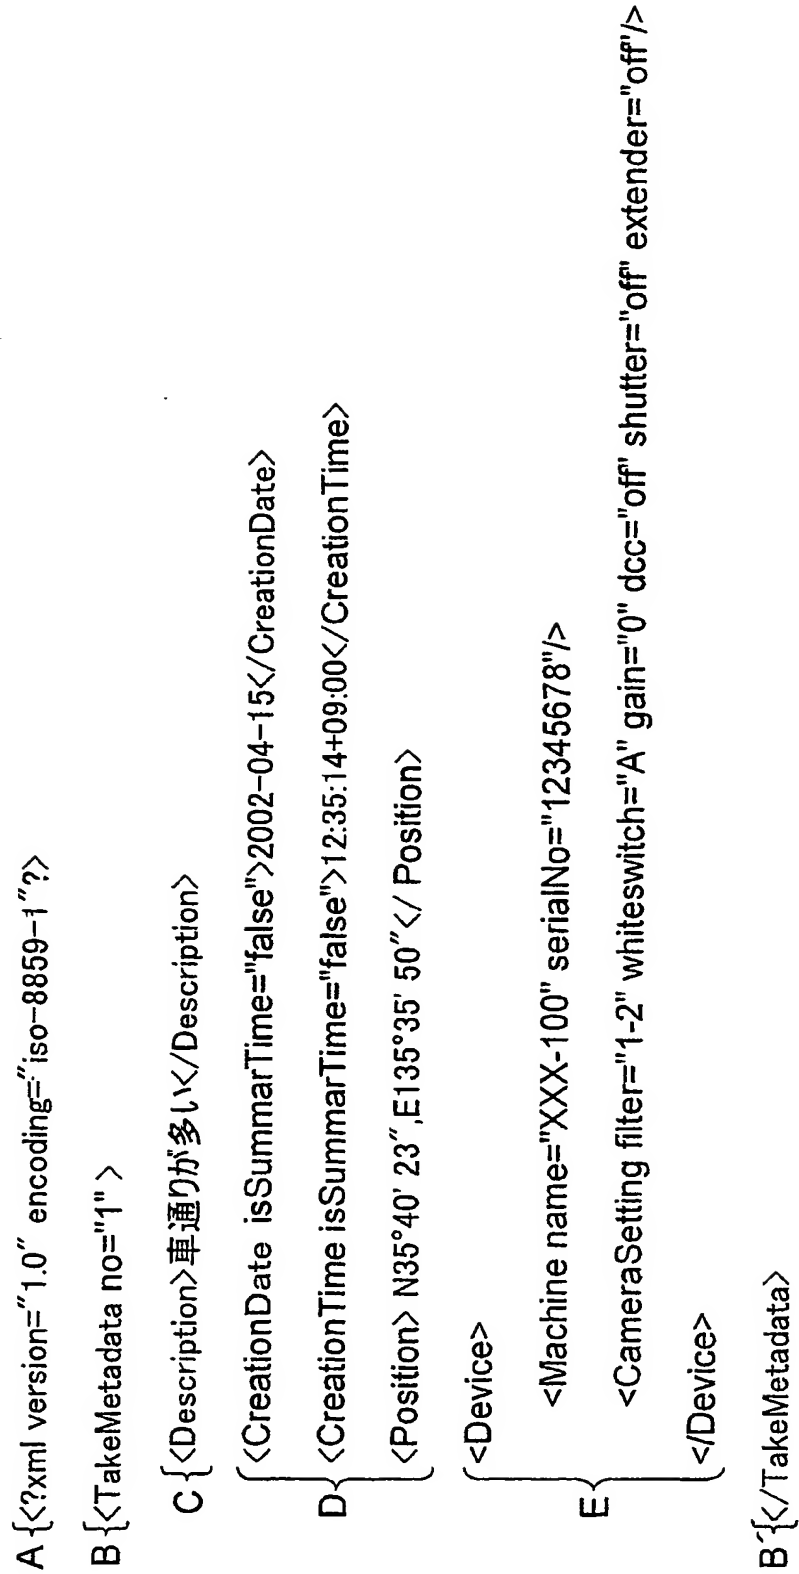 A {<?xml version="1.0" encoding="iso-8859-1"?>
B {<TakeMetadata no="1" >
C {<Description>車通りが多い</Description>
<CreationDate isSummarTime="false">2002-04-15</CreationDate>
D <CreationTime isSummarTime="false">12:35:14+09:00</CreationTime>
<Position> N35°40' 23",E135°35' 50"</ Position>
<Device>
<Machine name="XXX-100" serialNo="12345678"/>
E
<CameraSetting filter="1-2" whiteswitch="A" gain="0" dcc="off" shutter="off" extender="off"/>
</Device>
B´{</TakeMetadata>